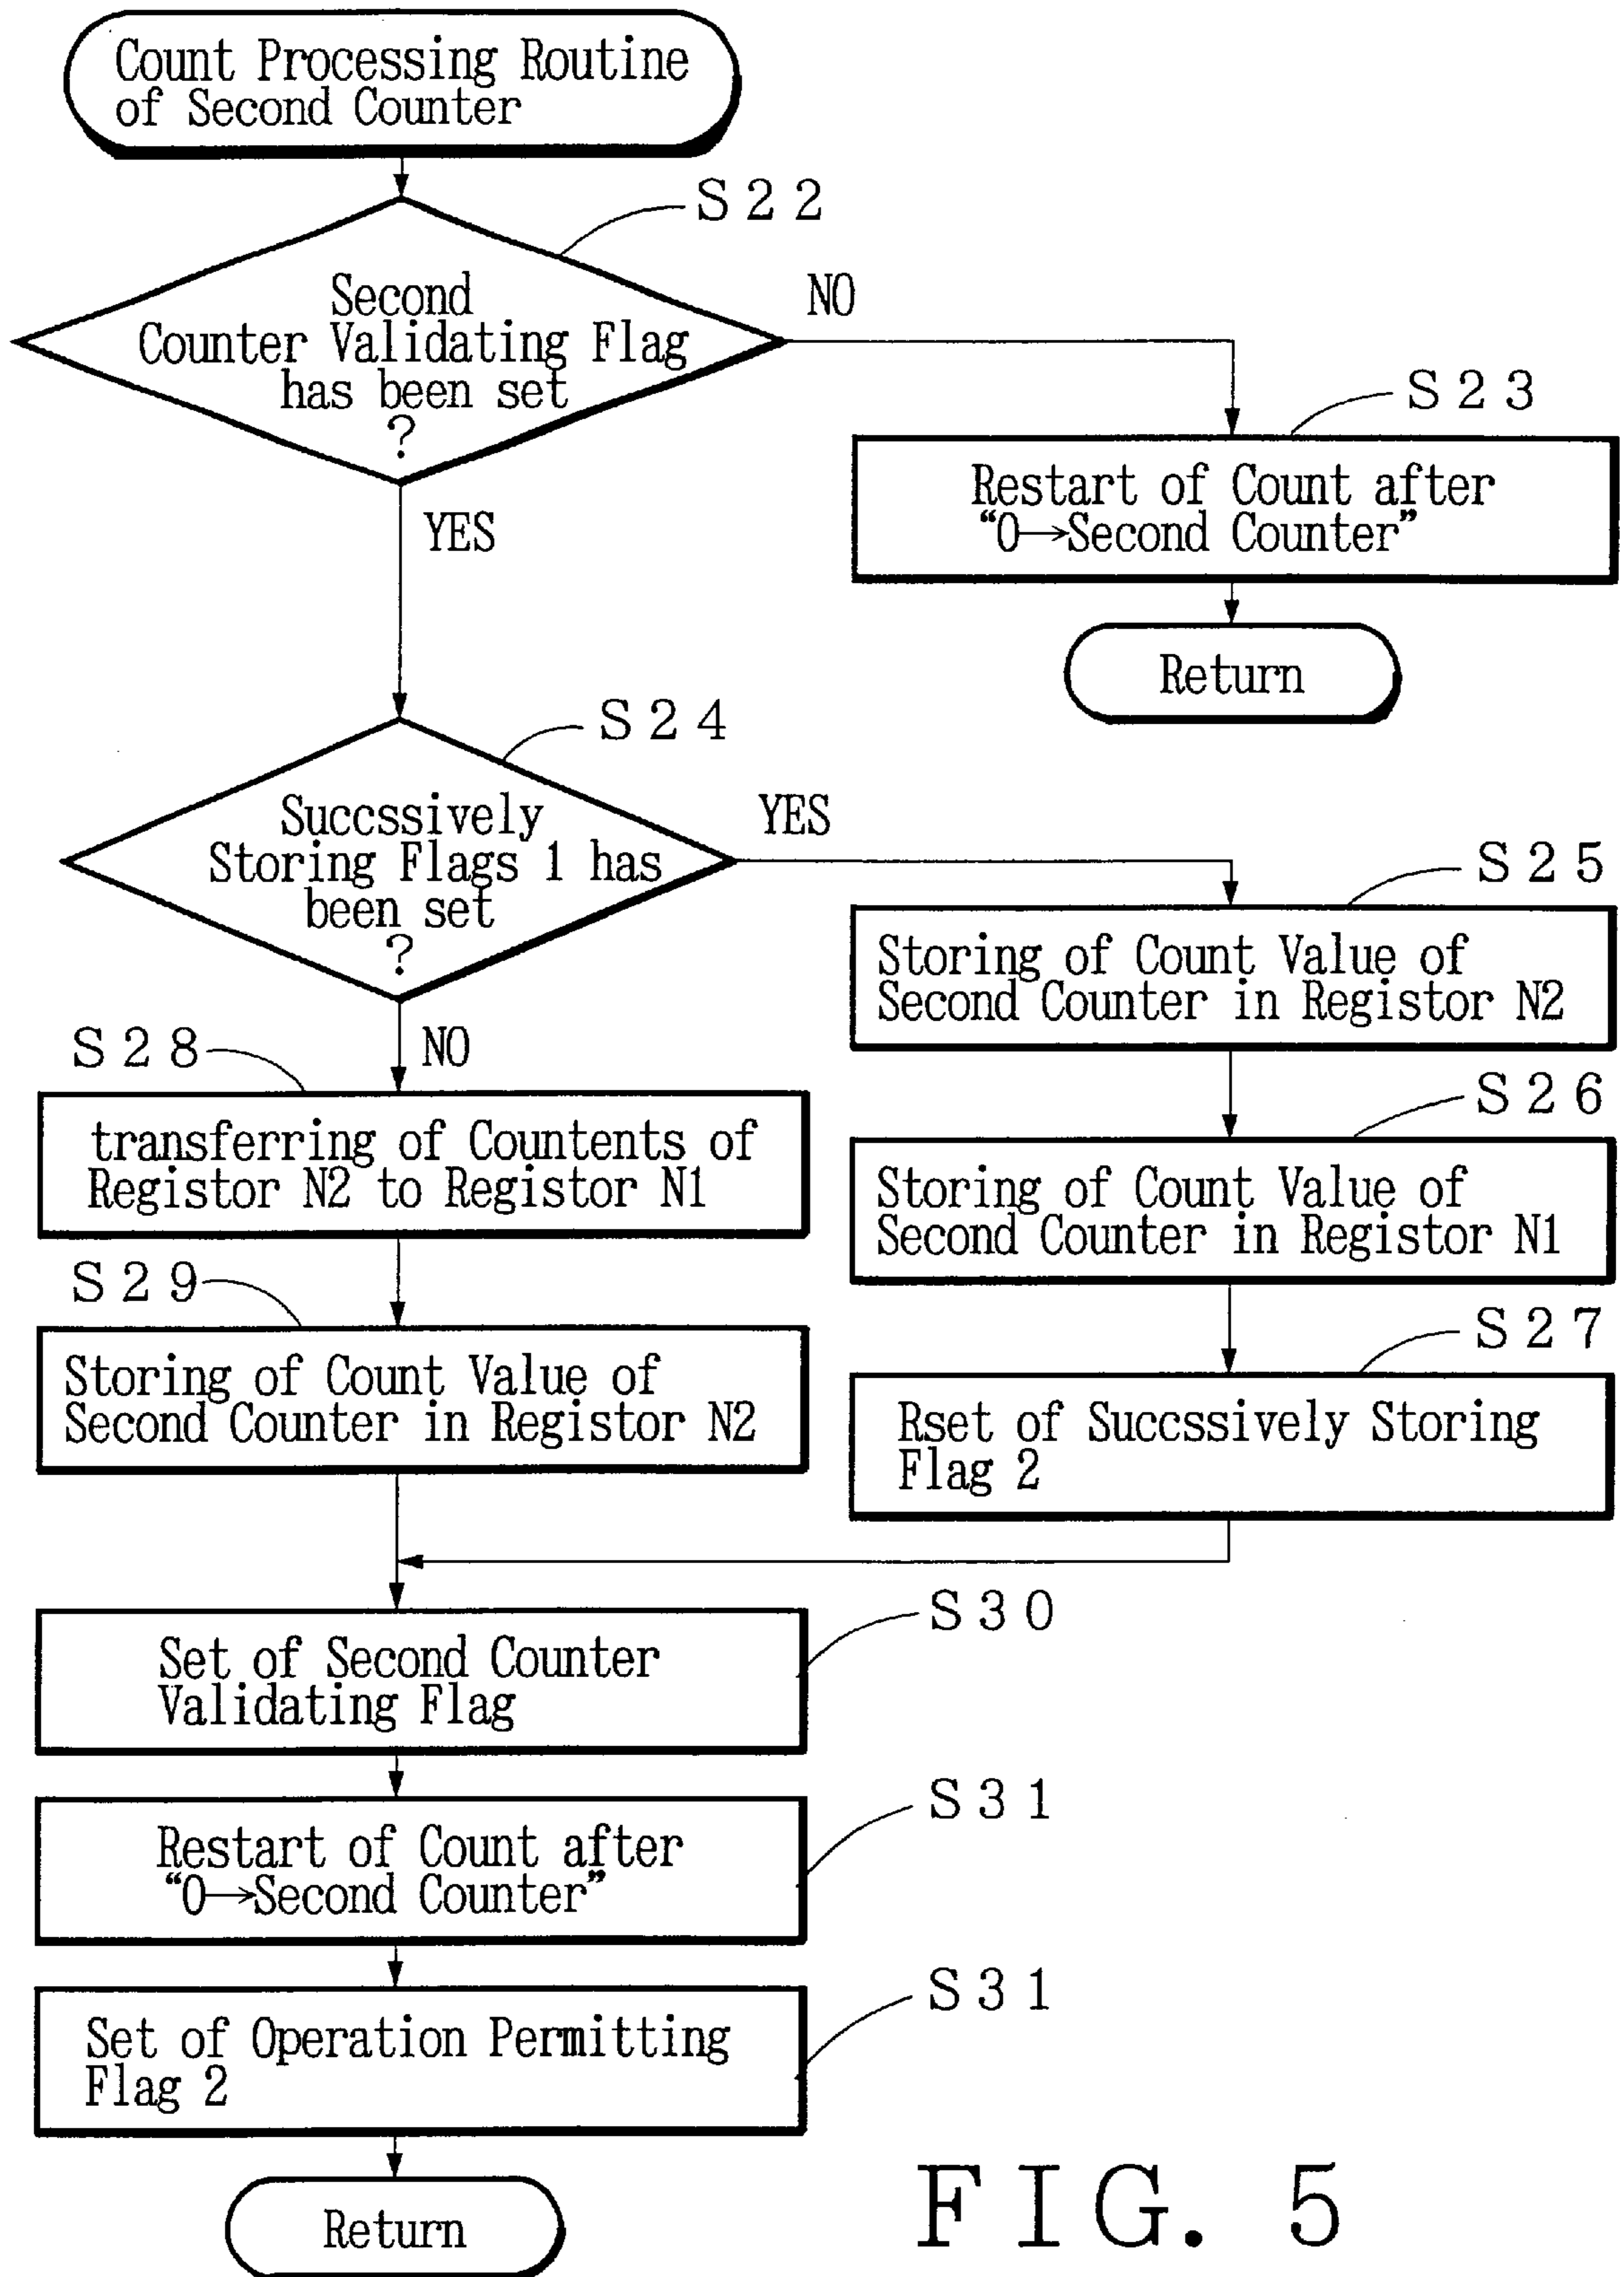 Count Processing Routine
of Second Counter
S22
Second
Counter Validating Flag
has been set
?
NO
YES
S23
Restart of Count after
“0→Second Counter”
Return
S24
Succssively
Storing Flags 1 has
been set
?
YES
NO
S25
Storing of Count Value of
Second Counter in Registor N2
S26
Storing of Count Value of
Second Counter in Registor N1
S27
Rset of Succssively Storing
Flag 2
S28
transferring of Countents of
Registor N2 to Registor N1
S29
Storing of Count Value of
Second Counter in Registor N2
S30
Set of Second Counter
Validating Flag
S31
Restart of Count after
“0→Second Counter”
S31
Set of Operation Permitting
Flag 2
Return
FIG. 5